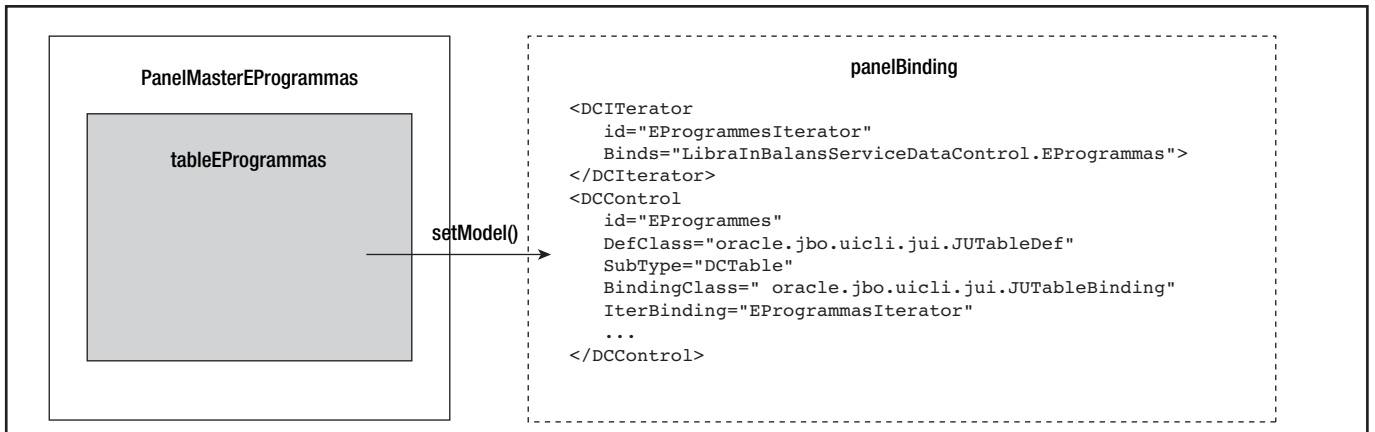 PanelMasterEProgrammas
tableEProgrammas
setModel()
panelBinding
<DCITerator
id="EProgrammesIterator"
Binds="LibraInBalansServiceDataControl.EProgrammas">
</DCIterator>
<DCControl
id="EProgrammes"
DefClass="oracle.jbo.uicli.jui.JUTableDef"
SubType="DCTable"
BindingClass=" oracle.jbo.uicli.jui.JUTableBinding"
IterBinding="EProgrammasIterator"
...
</DCControl>